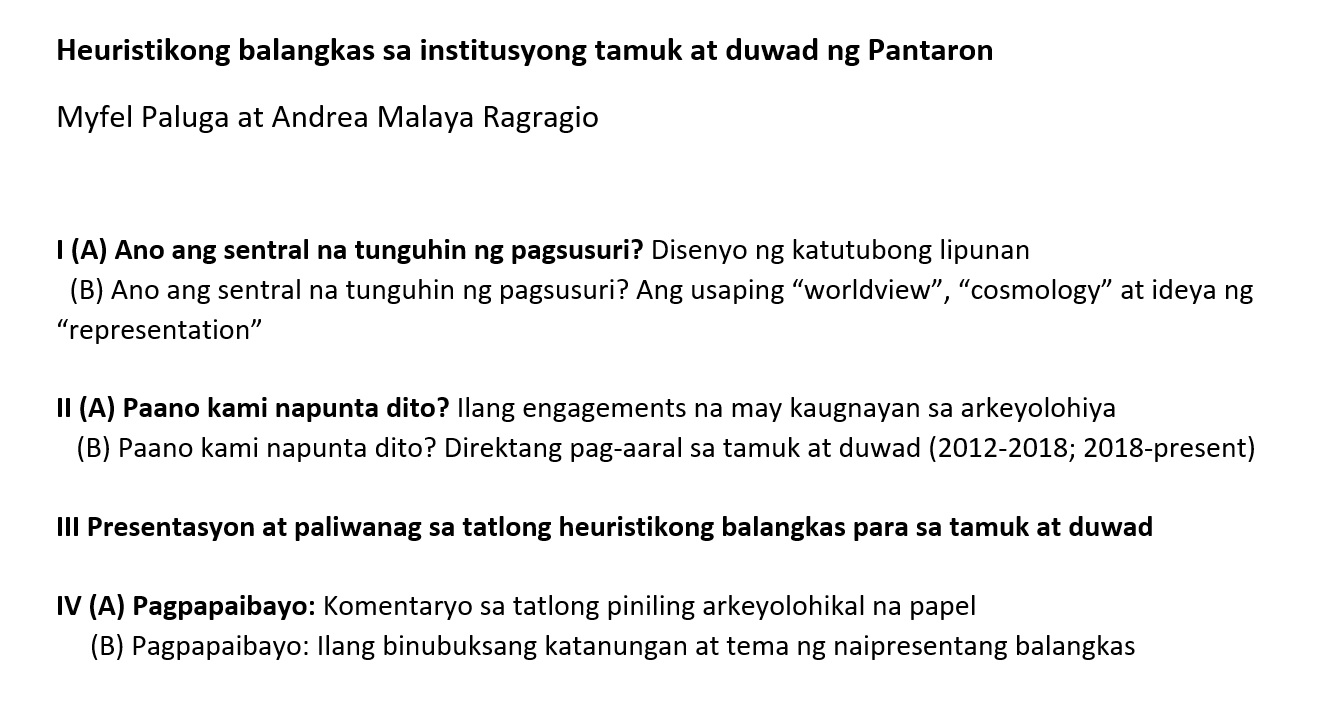 Heuristikong balangkas sa institusyong tamuk at duwad ng Pantaron
Myfel Paluga at Andrea Malaya Ragragio
I (A) Ano ang sentral na tunguhin ng pagsusuri? Disenyo ng katutubong lipunan
(B) Ano ang sentral na tunguhin ng pagsusuri? Ang usaping “worldview”, “cosmology” at ideya ng
“representation”
II (A) Paano kami napunta dito? Ilang engagements na may kaugnayan sa arkeyolohiya
(B) Paano kami napunta dito? Direktang pag-aaral sa tamuk at duwad (2012-2018; 2018-present)
III Presentasyon at paliwanag sa tatlong heuristikong balangkas para sa tamuk at duwad
IV (A) Pagpapaibayo: Komentaryo sa tatlong piniling arkeyolohikal na papel
(B) Pagpapaibayo: Ilang binubuksang katanungan at tema ng naipresentang balangkas